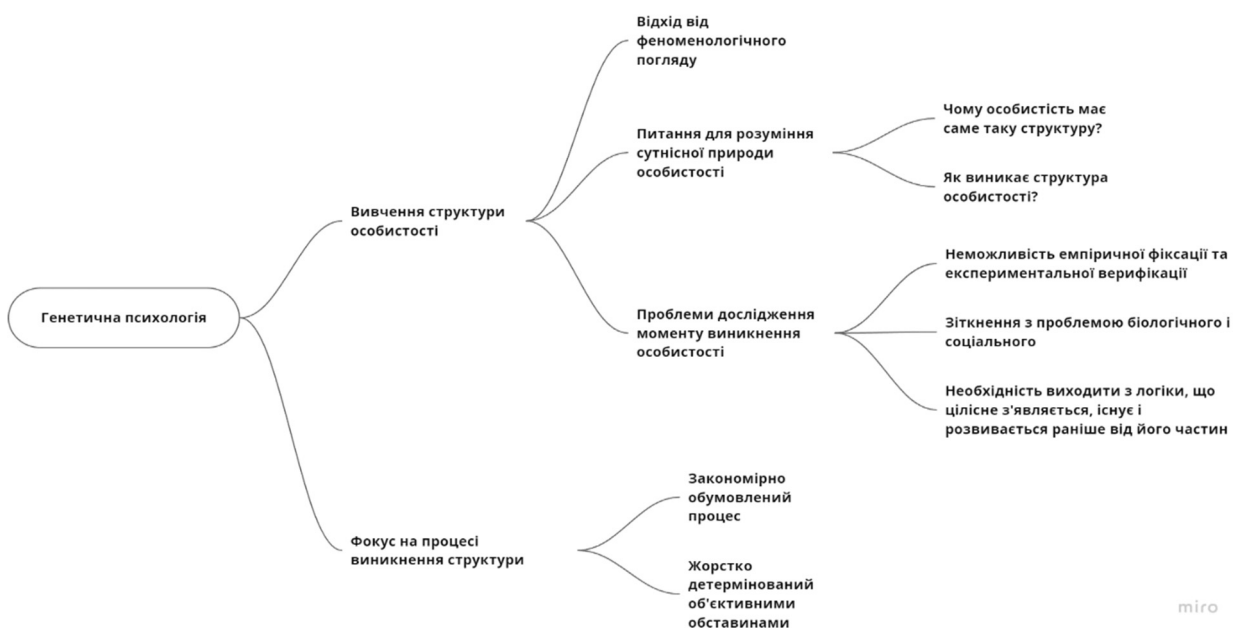 Генетична психологія
Вивчення структури
особистості
Відхід від
феноменологічного
погляду
Питання для розуміння
сутнісної природи
особистості
Чому особистість має
саме таку структуру?
Як виникає структура
особистості?
Проблеми дослідження
моменту виникнення
особистості
Неможливість емпіричної фіксації та
експериментальної верифікації
Зіткнення з проблемою біологічного і
соціального
Необхідність виходити з логіки, що
цілісне з'являється, існує і
розвивається раніше від його частин
Фокус на процесі
виникнення структури
Закономірно
обумовлений
процес
Жорстко
детермінований
об'єктивними
обставинами
miro